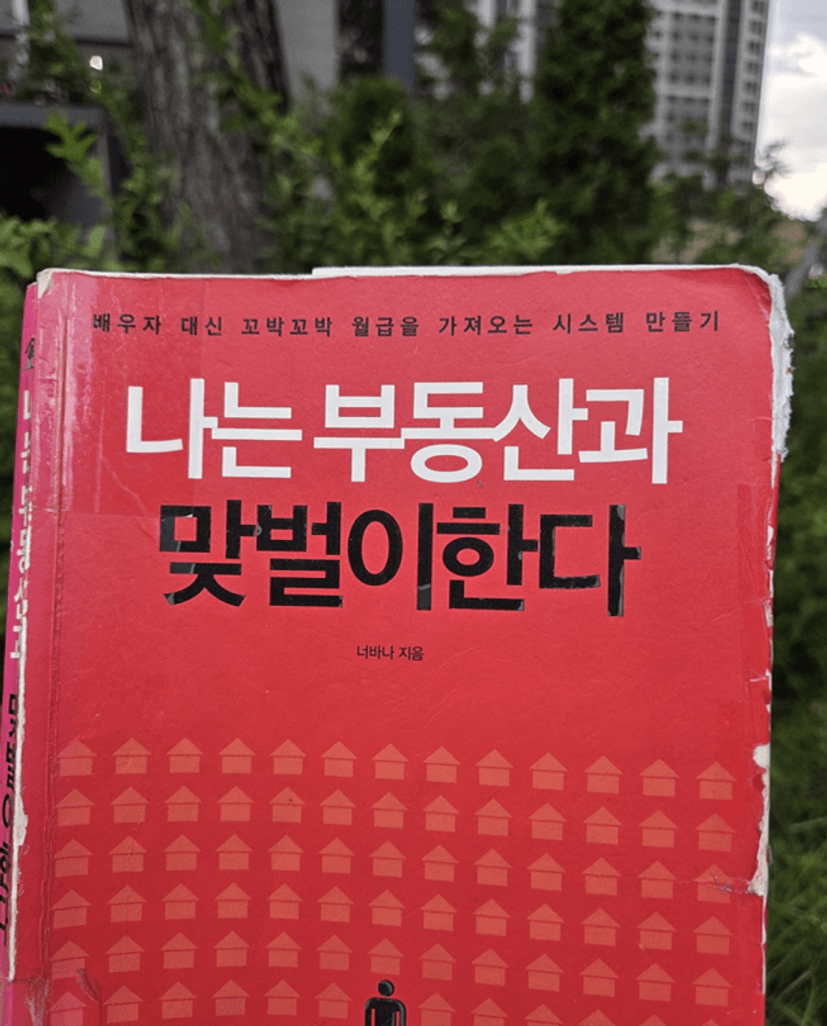 배우자 대신 꼬박꼬박 월급을 가져오는 시스템 만들기
나는 부동산과
맞벌이한다
너바나 지음